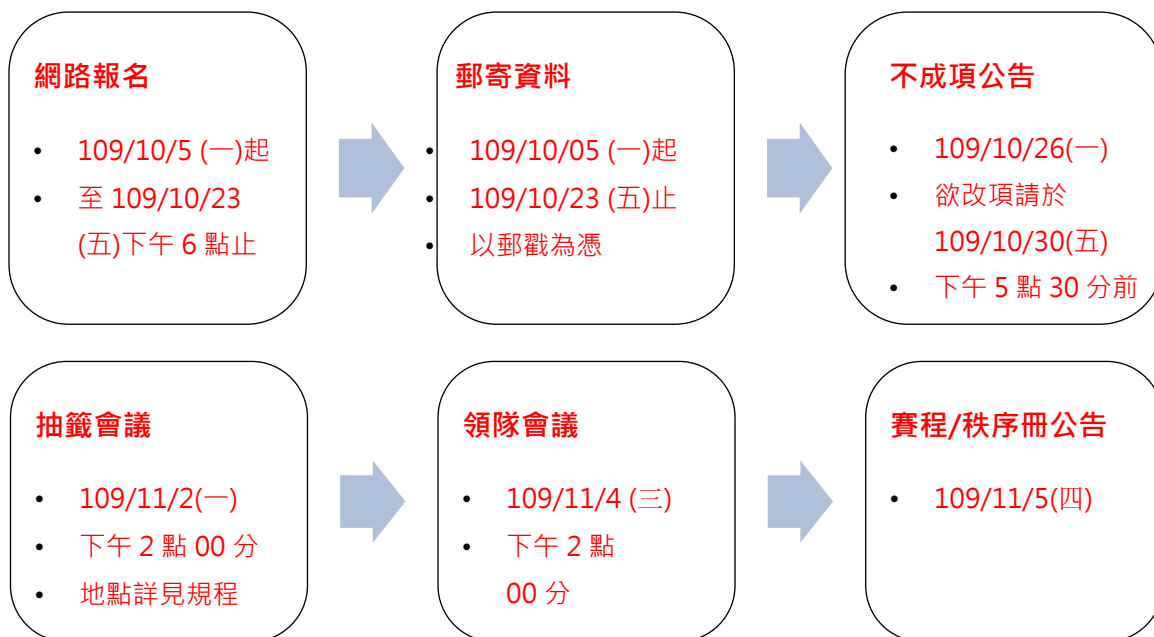 網路報名
• 109/10/5 (一)起
• 至 109/10/23
(五)下午 6 點止
郵寄資料
• 109/10/05 (一)起
• 109/10/23 (五)止
• 以郵戳為憑
不成項公告
• 109/10/26(一)
• 欲改項請於
109/10/30(五)
• 下午 5 點 30 分前
抽籤會議
• 109/11/2(一)
• 下午 2 點 00 分
• 地點詳見規程
領隊會議
• 109/11/4 (三)
• 下午 2 點
00 分
賽程/秩序冊公告
• 109/11/5(四)